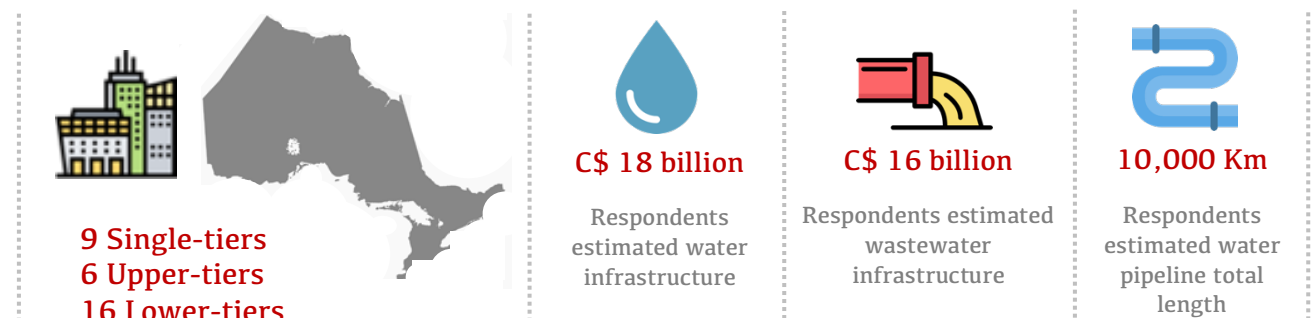 9 Single-tiers
6 Upper-tiers
16 Lower-tiers
C$ 18 billion
Respondents
estimated water
infrastructure
C$ 16 billion
Respondents estimated
wastewater
infrastructure
10,000 Km
Respondents
estimated water
pipeline total
length